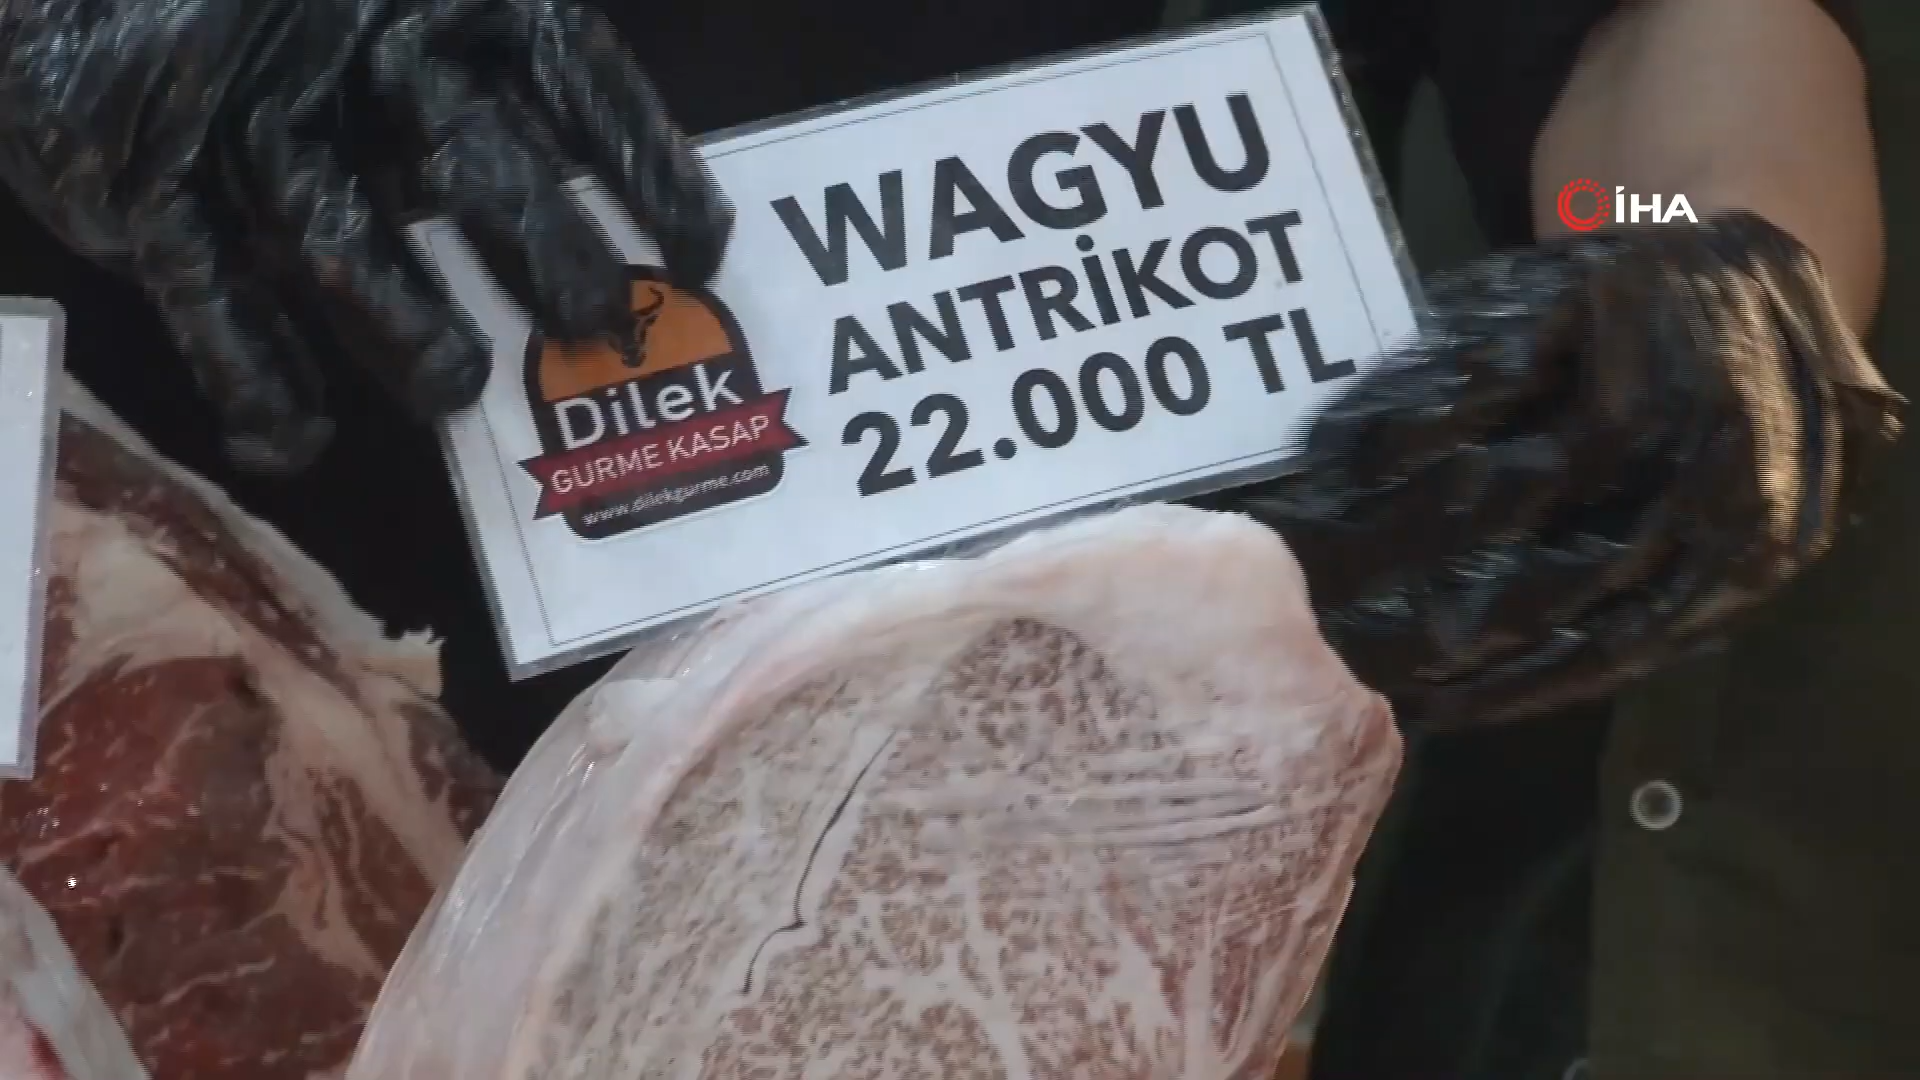 İHA
WAGYU
ANTRİKOT
22.000 TL
Dilek
GURME KASAP
www.dilekgurme.com